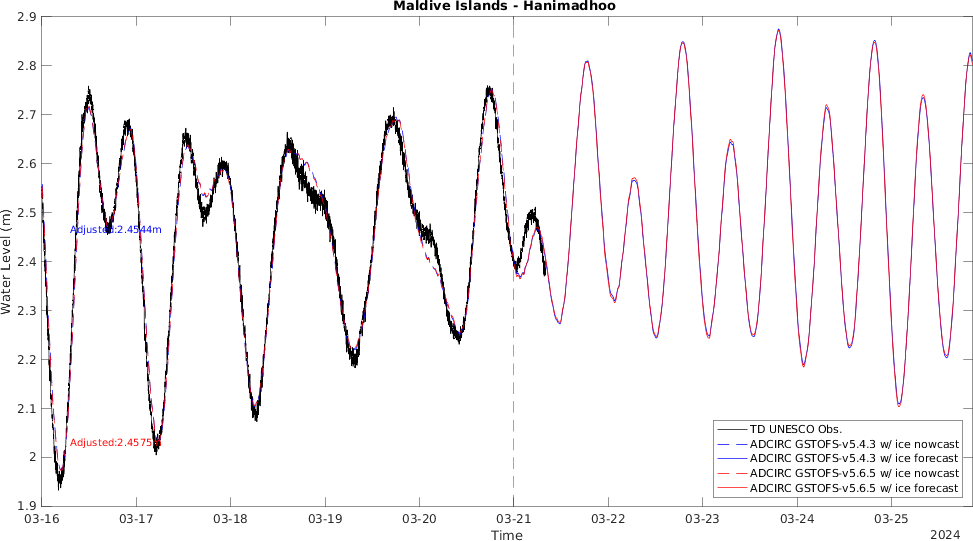 Maldive Islands - Hanimadhoo
2.9
2.8
2.7
2.6
2.5
2.4
2.3
2.2
2.1
2
1.9
Water Level (m)
Adjusted:2.4544m
Adjusted:2.4575m
TD UNESCO Obs.
ADCIRC GSTOFS-v5.4.3 w/ ice nowcast
ADCIRC GSTOFS-v5.4.3 w/ ice forecast
ADCIRC GSTOFS-v5.6.5 w/ ice nowcast
ADCIRC GSTOFS-v5.6.5 w/ ice forecast
03-16 03-17 03-18 03-19 03-20 03-21 03-22 03-23 03-24 03-25
Time
2024